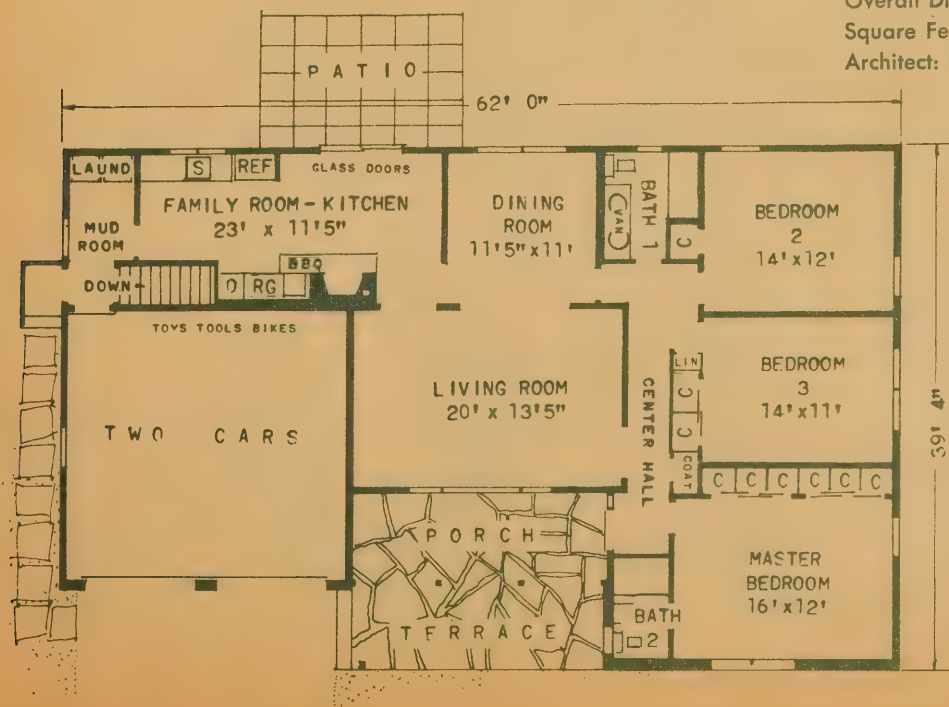 Overall Di
Square Fe
Architect:
PATIO
62' 0"
LAUND
S
REF
GLASS DOORS
FAMILY ROOM-KITCHEN
23' x 11'5"
MUD
ROOM
DOWN
BBQ
O RG
TOYS TOOLS BIKES
TWO CARS
DINING
ROOM
11'5"x11'
VAN
BATH 1
C
BEDROOM
2
14'x12'
LIVING ROOM
20' x 13'5"
CENTER HALL
LIN
C
C
COAT
BEDROOM
3
14'x11'
39' 4"
C C C C C C
PORCH
TERRACE
MASTER
BEDROOM
16'x12'
BATH
2